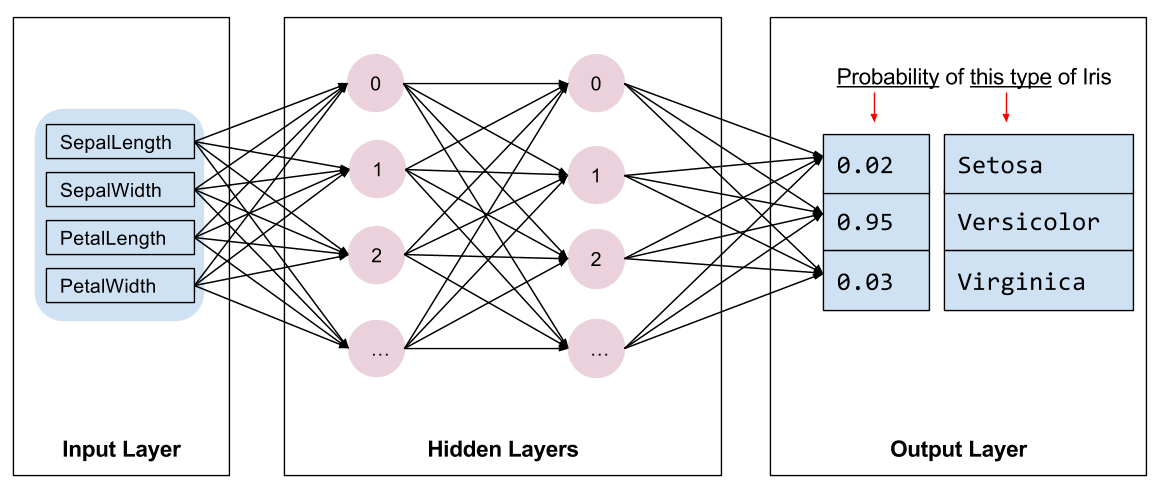 SepalLength
SepalWidth
PetalLength
PetalWidth
Input Layer
0
1
2
...
0
1
2
...
Hidden Layers
Probability of this type of Iris
0.02 Setosa
0.95 Versicolor
0.03 Virginica
Output Layer